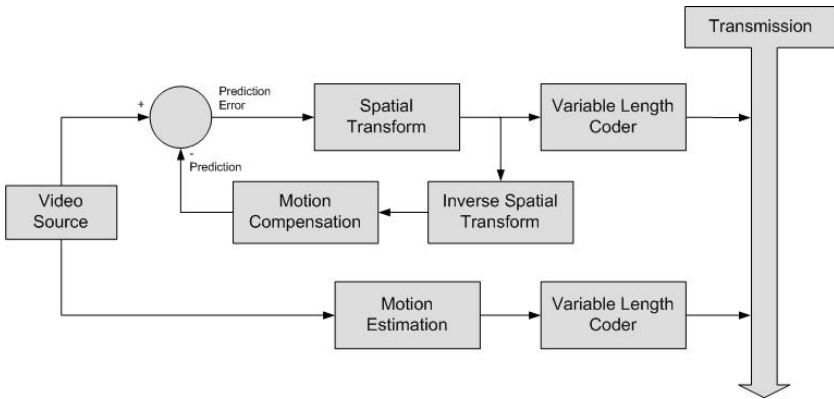 Transmission
+
Prediction
Error
Spatial
Transform
Variable Length
Coder
-
Prediction
Video
Source
Motion
Compensation
Inverse Spatial
Transform
Motion
Estimation
Variable Length
Coder